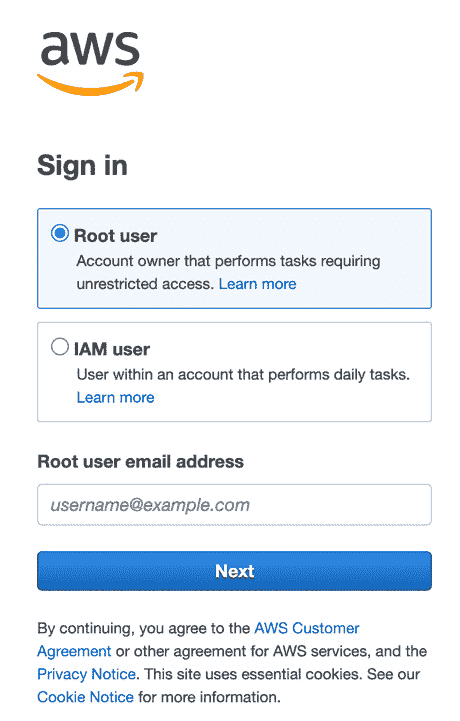 aws
Sign in
Root user
Account owner that performs tasks requiring
unrestricted access. Learn more
IAM user
User within an account that performs daily tasks.
Learn more
Root user email address
username@example.com
Next
By continuing, you agree to the AWS Customer
Agreement or other agreement for AWS services, and the
Privacy Notice. This site uses essential cookies. See our
Cookie Notice for more information.